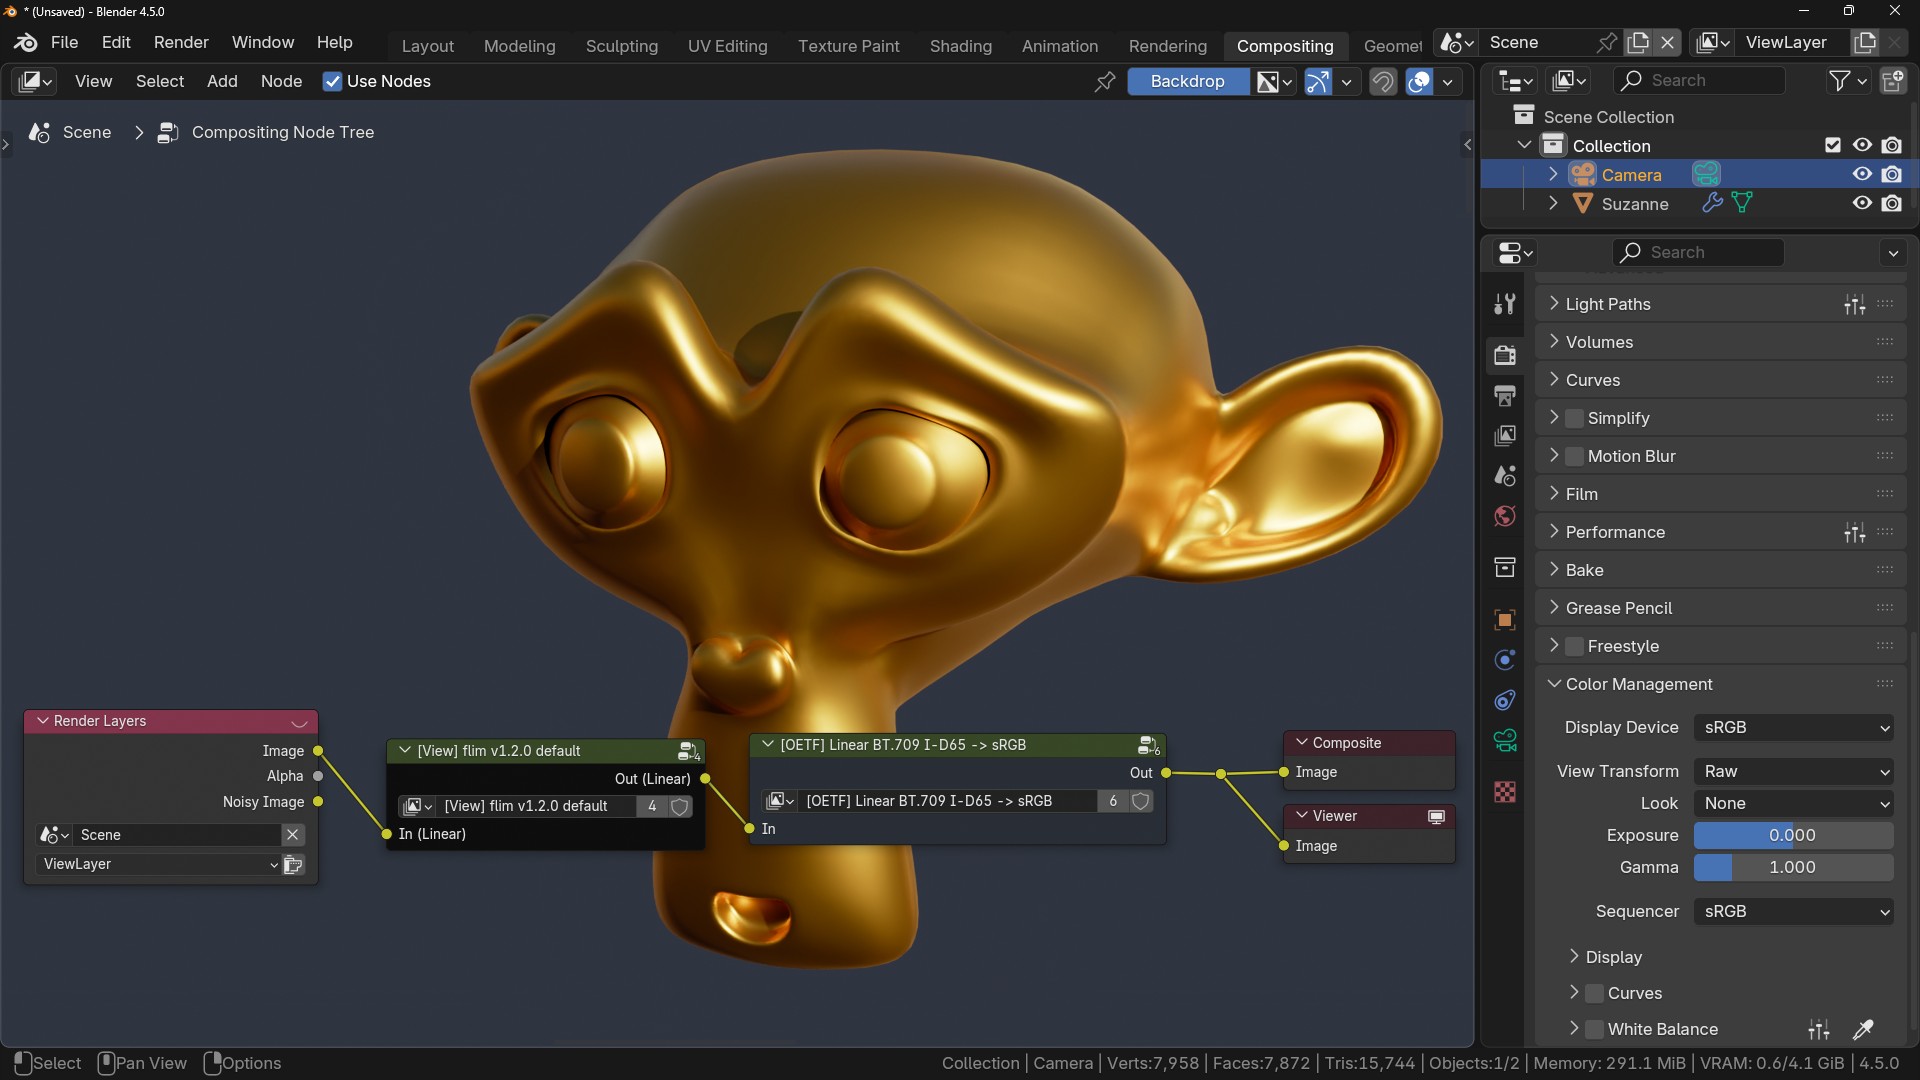 * (Unsaved) - Blender 4.5.0
File Edit Render Window Help
Layout Modeling Sculpting UV Editing Texture Paint Shading Animation Rendering Compositing Geomet
Scene
ViewLayer
View Select Add Node Use Nodes
Backdrop
Scene > Compositing Node Tree
Render Layers
Image
Alpha
Noisy Image
Scene
ViewLayer
[View] flim v1.2.0 default
Out (Linear)
[View] flim v1.2.0 default 4
In (Linear)
4
[OETF] Linear BT.709 I-D65 -> sRGB
6
Out
[OETF] Linear BT.709 I-D65 -> sRGB 6
In
Composite
Image
Viewer
Image
Search
Scene Collection
Collection
Camera
Suzanne
Search
Light Paths
Volumes
Curves
Simplify
Motion Blur
Film
Performance
Bake
Grease Pencil
Freestyle
Color Management
Display Device sRGB
View Transform Raw
Look None
Exposure 0.000
Gamma 1.000
Sequencer sRGB
Display
Curves
White Balance
Select Pan View Options
Collection | Camera | Verts:7,958 | Faces:7,872 | Tris:15,744 | Objects:1/2 | Memory: 291.1 MiB | VRAM: 0.6/4.1 GiB | 4.5.0